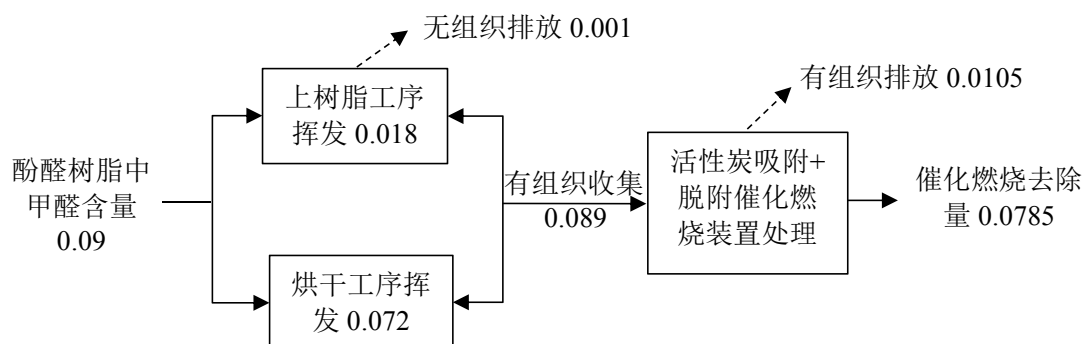 无组织排放 0.001
上树脂工序
挥发 0.018
有组织排放 0.0105
酚醛树脂中
甲醛含量
0.09
有组织收集
0.089
活性炭吸附+
脱附催化燃
烧装置处理
催化燃烧去除
量 0.0785
烘干工序挥
发 0.072